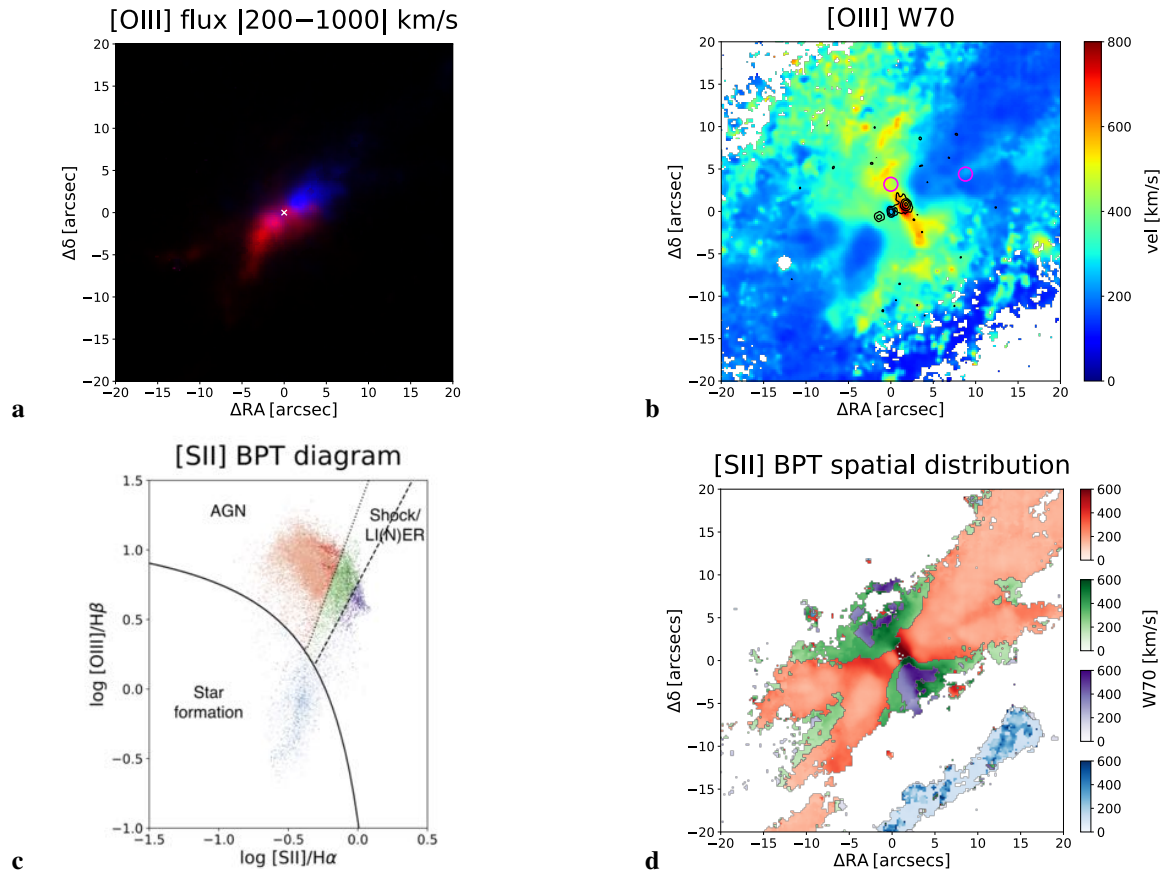 [OIII] flux |200−1000| km/s
20
15
10
5
0
−5
−10
−15
−20
Δδ [arcsec]
−20 −15 −10 −5 0 5 10 15 20
ΔRA [arcsec]
a
[OIII] W70
20
15
10
5
0
−5
−10
−15
−20
Δδ [arcsec]
−20 −15 −10 −5 0 5 10 15 20
ΔRA [arcsec]
800
600
400
200
0
vel [km/s]
b
[SII] BPT diagram
1.5
1.0
0.5
0.0
−0.5
−1.0
log [OIII]/Hβ
AGN
Shock/
LI(N)ER
Star
formation
−1.5 −1.0 −0.5 0.0 0.5
log [SII]/Hα
c
[SII] BPT spatial distribution
20
15
10
5
0
−5
−10
−15
−20
Δδ [arcsecs]
−20 −15 −10 −5 0 5 10 15 20
ΔRA [arcsecs]
600
400
200
0
600
400
200
0
600
400
200
0
600
400
200
0
W70 (km/s)
d